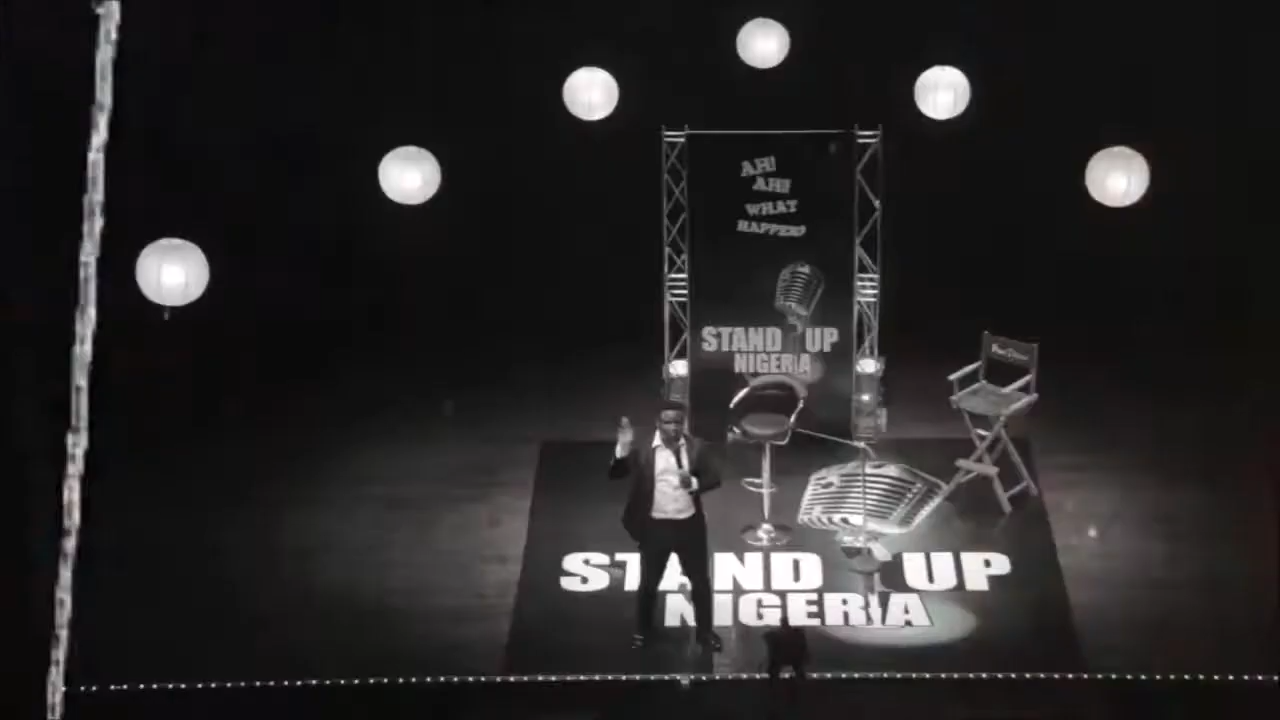 AH!
AH!
WHAT
HAPPEN?
STAND UP
NIGERIA
STAND UP
NIGERIA